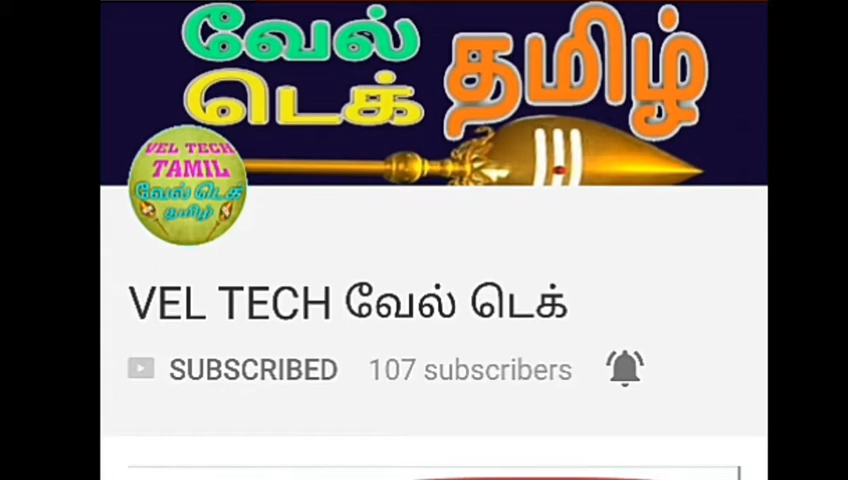 வேல்
டெக் தமிழ்
VEL TECH
TAMIL
வேல் டெக்
தமிழ்
VEL TECH வேல் டெக்
SUBSCRIBED 107 subscribers